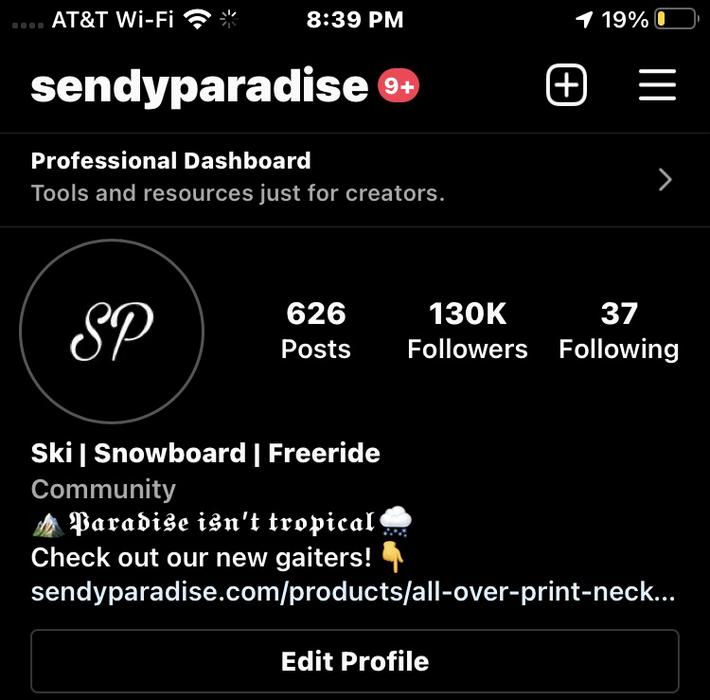 AT&T Wi-Fi 8:39 PM 19%
sendyparadise 9+
Professional Dashboard
Tools and resources just for creators.
SP
626 130K 37
Posts Followers Following
Ski | Snowboard | Freeride
Community
⛰️𝕻𝖆𝖗𝖆𝖉𝖎𝖘𝖊 𝖎𝖘𝖓'𝖙 𝖙𝖗𝖔𝖕𝖎𝖈𝖆𝖑🌨️
Check out our new gaiters!👇
sendyparadise.com/products/all-over-print-neck...
Edit Profile